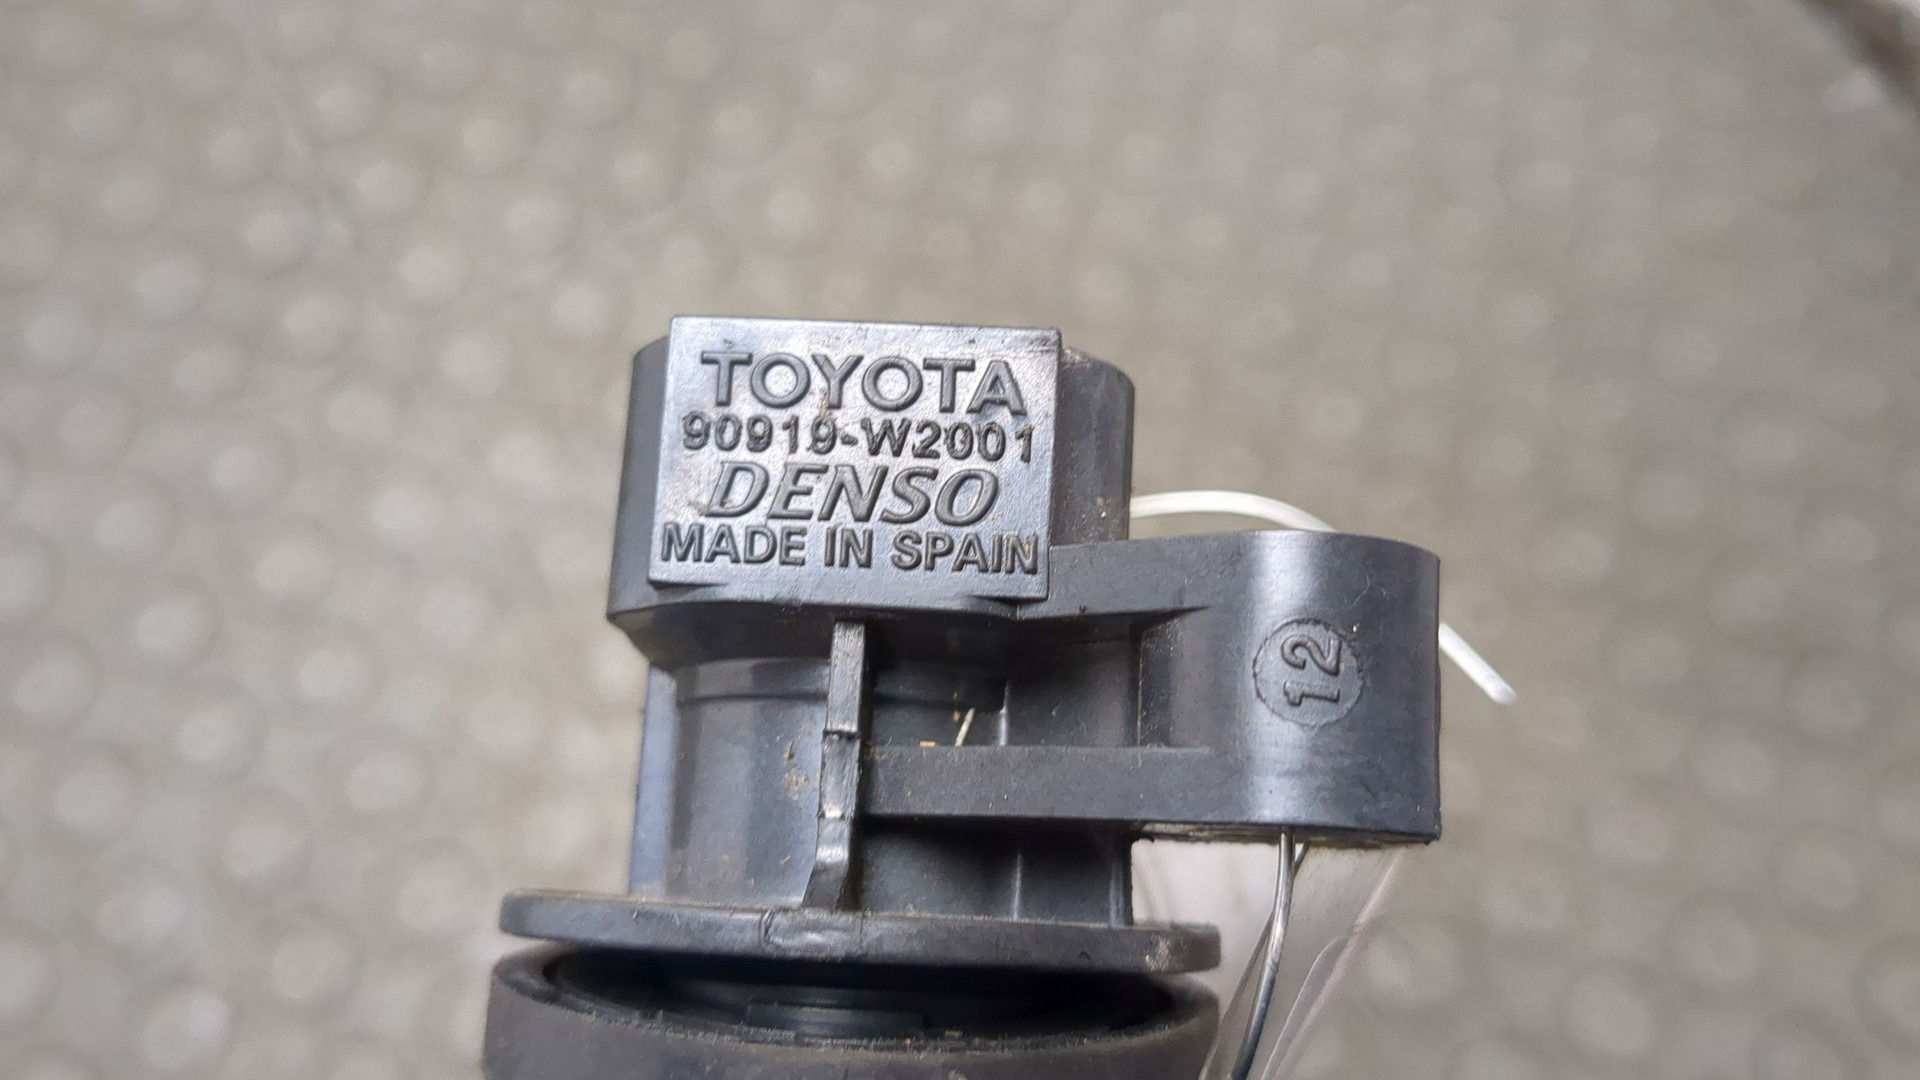 TOYOTA
90919-W2001
DENSO
MADE IN SPAIN
12